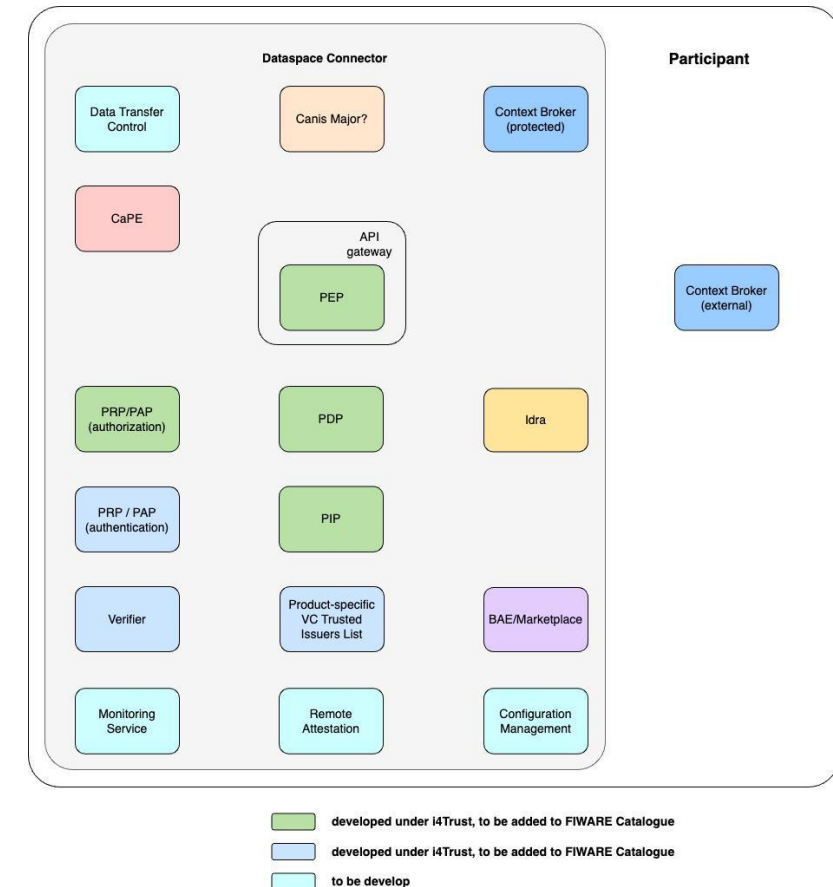 Dataspace Connector
Participant
Data Transfer
Control
Canis Major?
Context Broker
(protected)
CaPE
API
gateway
PEP
Context Broker
(external)
PRP/PAP
(authorization)
PDP
Idra
PRP / PAP
(authentication)
PIP
Verifier
Product-specific
VC Trusted
Issuers List
BAE/Marketplace
Monitoring
Service
Remote
Attestation
Configuration
Management
developed under i4Trust, to be added to FIWARE Catalogue
developed under i4Trust, to be added to FIWARE Catalogue
to be develop